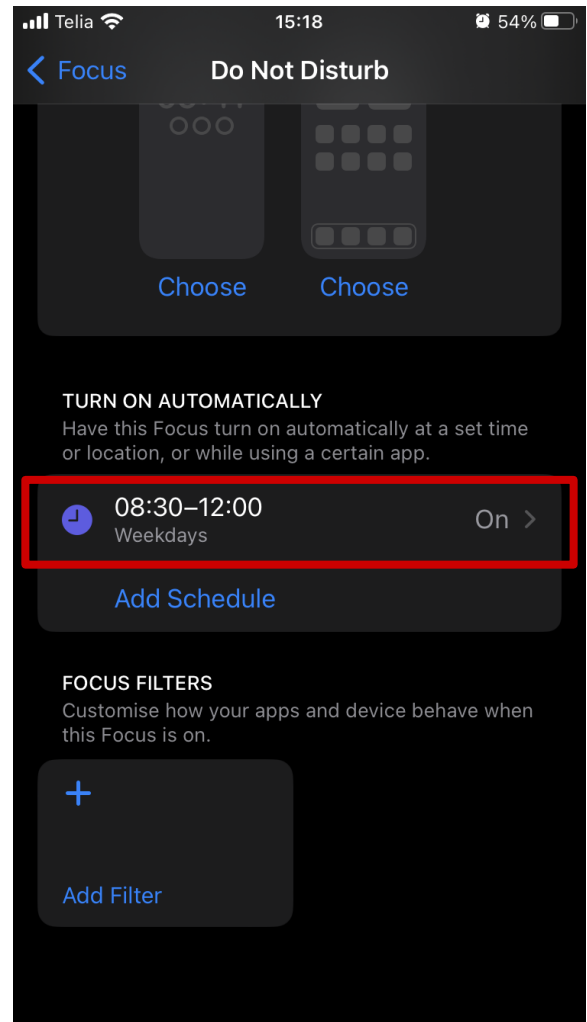 Telia 15:18 54%
Focus Do Not Disturb
Choose Choose
TURN ON AUTOMATICALLY
Have this Focus turn on automatically at a set time
or location, or while using a certain app.
08:30–12:00
Weekdays
On
Add Schedule
FOCUS FILTERS
Customise how your apps and device behave when
this Focus is on.
Add Filter